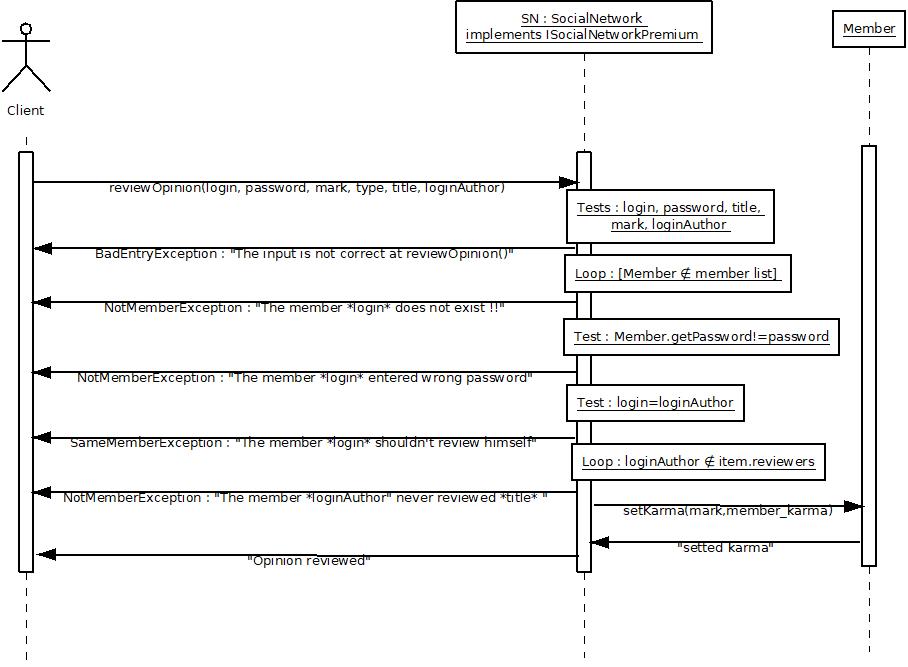 SN : SocialNetwork
implements ISocialNetworkPremium
Member
Client
reviewOpinion(login, password, mark, type, title, loginAuthor)
Tests : login, password, title,
mark, loginAuthor
BadEntryException : "The input is not correct at reviewOpinion()"
Loop : [Member ∉ member list]
NotMemberException : "The member *login* does not exist !!"
Test : Member.getPassword!=password
NotMemberException : "The member *login* entered wrong password"
Test : login=loginAuthor
SameMemberException : "The member *login* shouldn't review himself"
Loop : loginAuthor ∉ item.reviewers
NotMemberException : "The member *loginAuthor" never reviewed *title* "
setKarma(mark,member_karma)
"setted karma"
"Opinion reviewed"